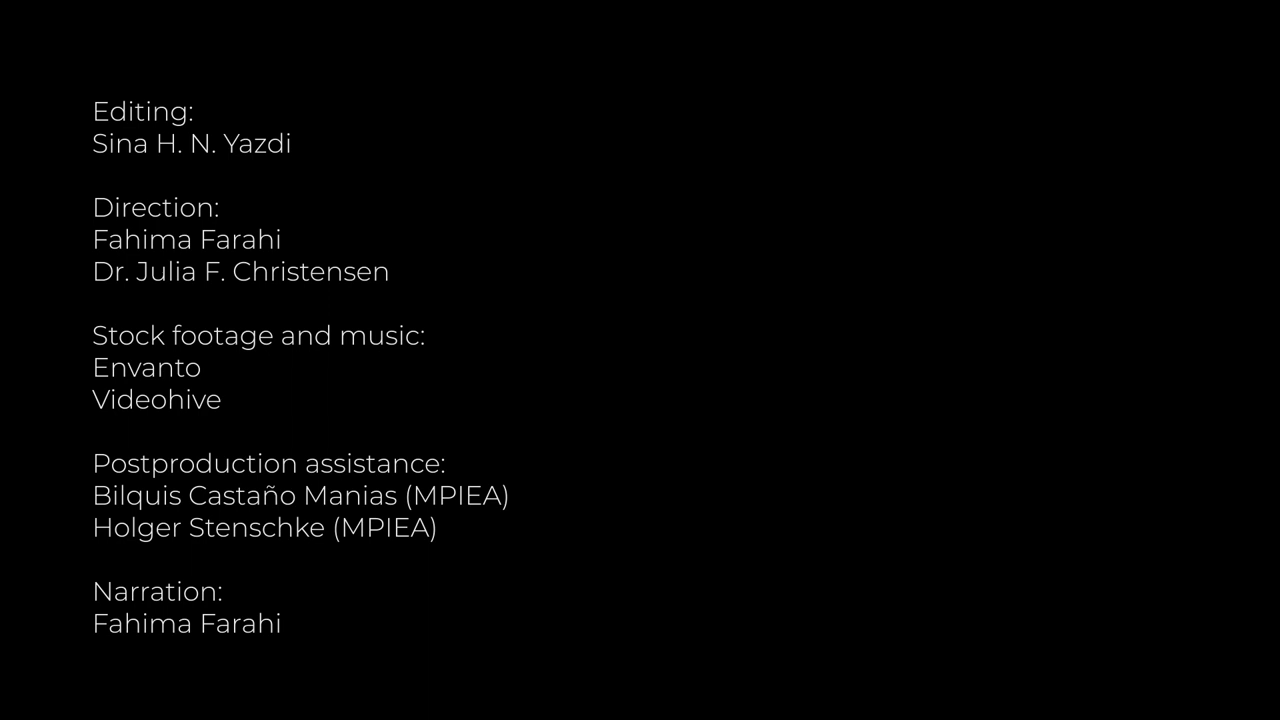 Editing:
Sina H. N. Yazdi
Direction:
Fahima Farahi
Dr. Julia F. Christensen
Stock footage and music:
Envanto
Videohive
Postproduction assistance:
Bilquis Castaño Manias (MPIEA)
Holger Stenschke (MPIEA)
Narration:
Fahima Farahi